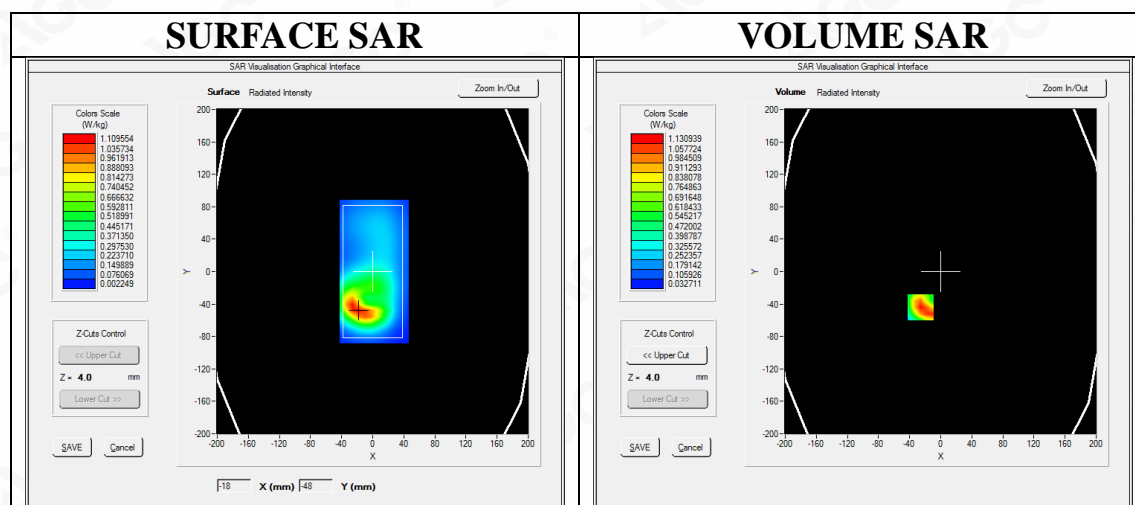 SURFACE SAR
VOLUME SAR
SAR Visualisation Graphical Interface
Surface Radiated Intensity
Zoom In/Out
Colors Scale
(W/kg)
1.109554
1.035734
0.961913
0.888093
0.814273
0.740452
0.666632
0.592811
0.518991
0.445171
0.371350
0.297530
0.223710
0.149889
0.076069
0.002249
Z-Cuts Control
<< Upper Cut
Z = 4.0 mm
Lower Cut >>
SAVE Cancel
200
160
120
80
40
0
-40
-80
-120
-160
-200
Y
-200 -160 -120 -80 -40 0 40 80 120 160 200
X
-18 X (mm) -48 Y (mm)
SAR Visualisation Graphical Interface
Volume Radiated Intensity
Zoom In/Out
Colors Scale
(W/kg)
1.130939
1.057724
0.984509
0.911293
0.838078
0.764863
0.691648
0.618433
0.545217
0.472002
0.398787
0.325572
0.252357
0.179142
0.105926
0.032711
Z-Cuts Control
<< Upper Cut
Z = 4.0 mm
Lower Cut >>
SAVE Cancel
200
160
120
80
40
0
-40
-80
-120
-160
-200
Y
-200 -160 -120 -80 -40 0 40 80 120 160 200
X